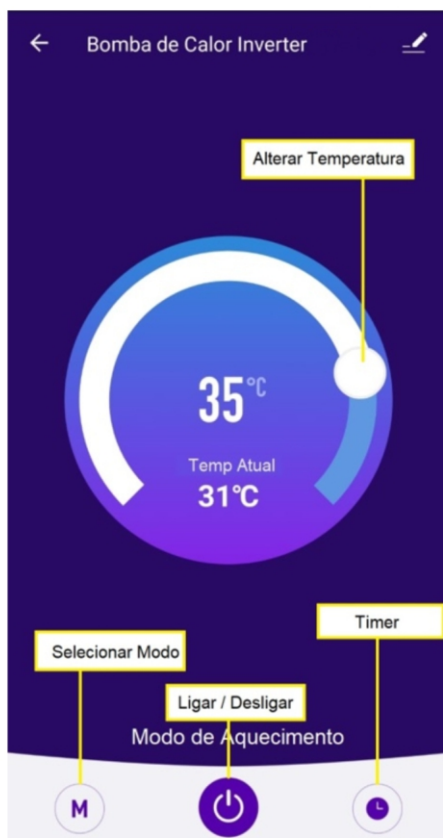 Bomba de Calor Inverter
Alterar Temperatura
35°C
Temp Atual
31°C
Timer
Selecionar Modo
Ligar / Desligar
Modo de Aquecimento
M